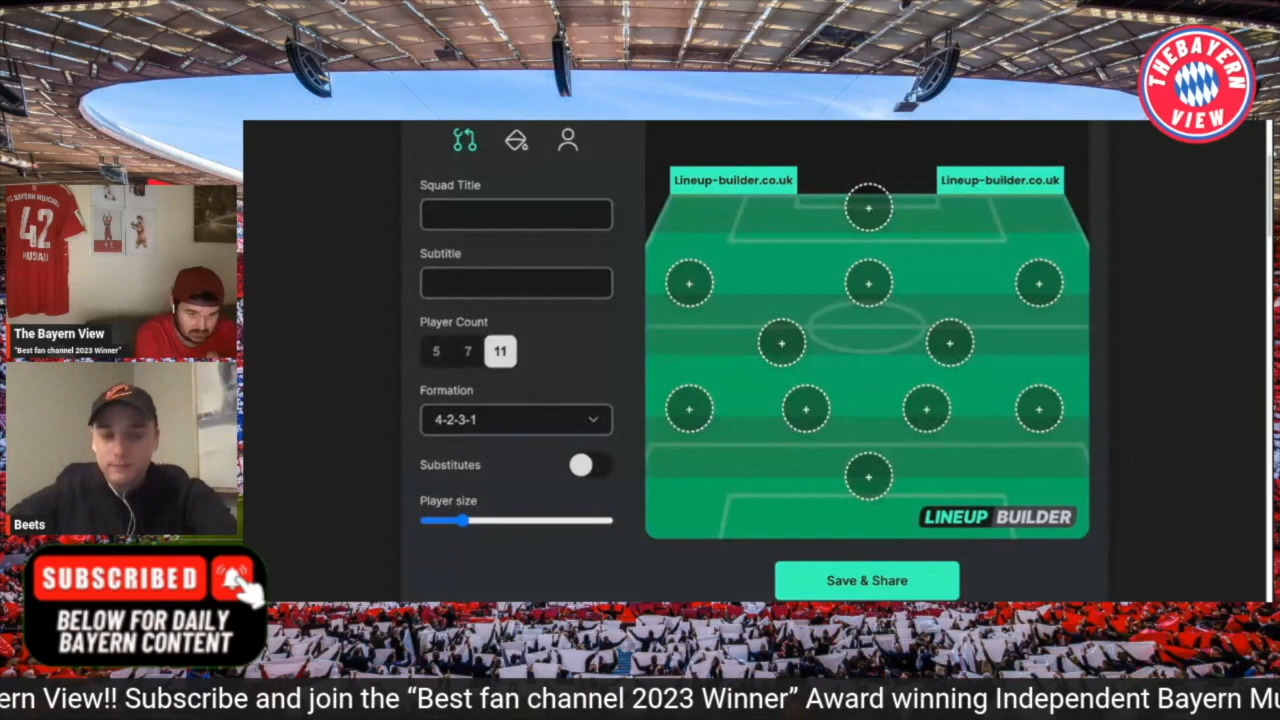 THE BAYERN
VIEW
Squad Title
Subtitle
Player Count
5 7 11
Formation
4-2-3-1
Substitutes
Player size
Lineup-builder.co.uk
Lineup-builder.co.uk
LINEUP BUILDER
Save & Share
42
MUSIAL
The Bayern View
"Best fan channel 2023 Winner"
Beets
SUBSCRIBED
BELOW FOR DAILY
BAYERN CONTENT
ern View!! Subscribe and join the “Best fan channel 2023 Winner” Award winning Independent Bayern Mu